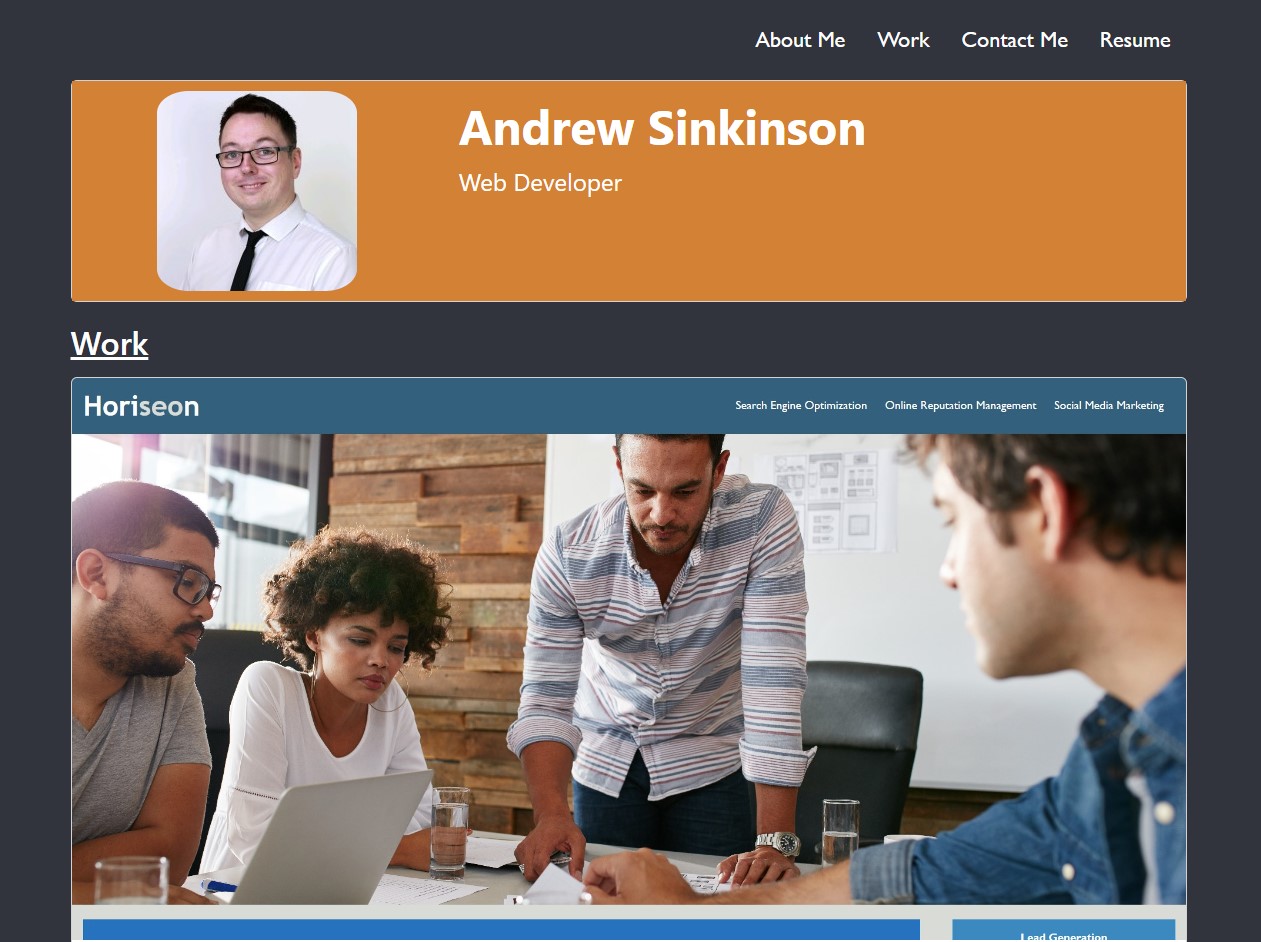 About Me Work Contact Me Resume
Andrew Sinkinson
Web Developer
Work
Horiseon Search Engine Optimization Online Reputation Management Social Media Marketing
Lead Generation